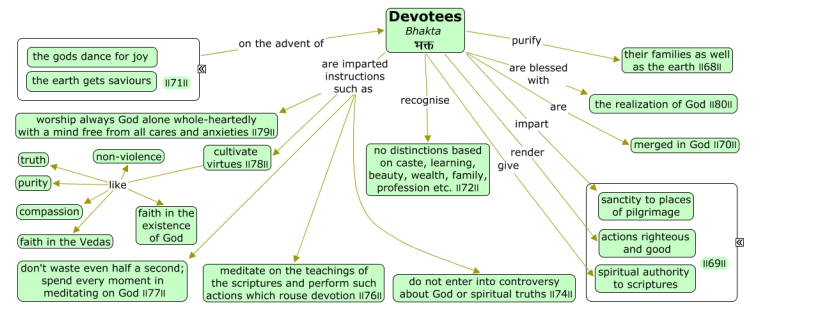 Devotees
Bhakta
भक्त
on the advent of
the gods dance for joy
the earth gets saviours
॥71॥
purify
their families as well
as the earth ॥68॥
are blessed
with
the realization of God ॥80॥
are
merged in God ॥70॥
are imparted
instructions
such as
recognise
impart
render
give
worship always God alone whole-heartedly
with a mind free from all cares and anxieties ॥79॥
cultivate
virtues ॥78॥
like
truth
non-violence
purity
compassion
faith in the Vedas
faith in the
existence
of God
no distinctions based
on caste, learning,
beauty, wealth, family,
profession etc. ॥72॥
sanctity to places
of pilgrimage
actions righteous
and good
spiritual authority
to scriptures
॥69॥
don't waste even half a second;
spend every moment in
meditating on God ॥77॥
meditate on the teachings of
the scriptures and perform such
actions which rouse devotion ॥76॥
do not enter into controversy
about God or spiritual truths ॥74॥